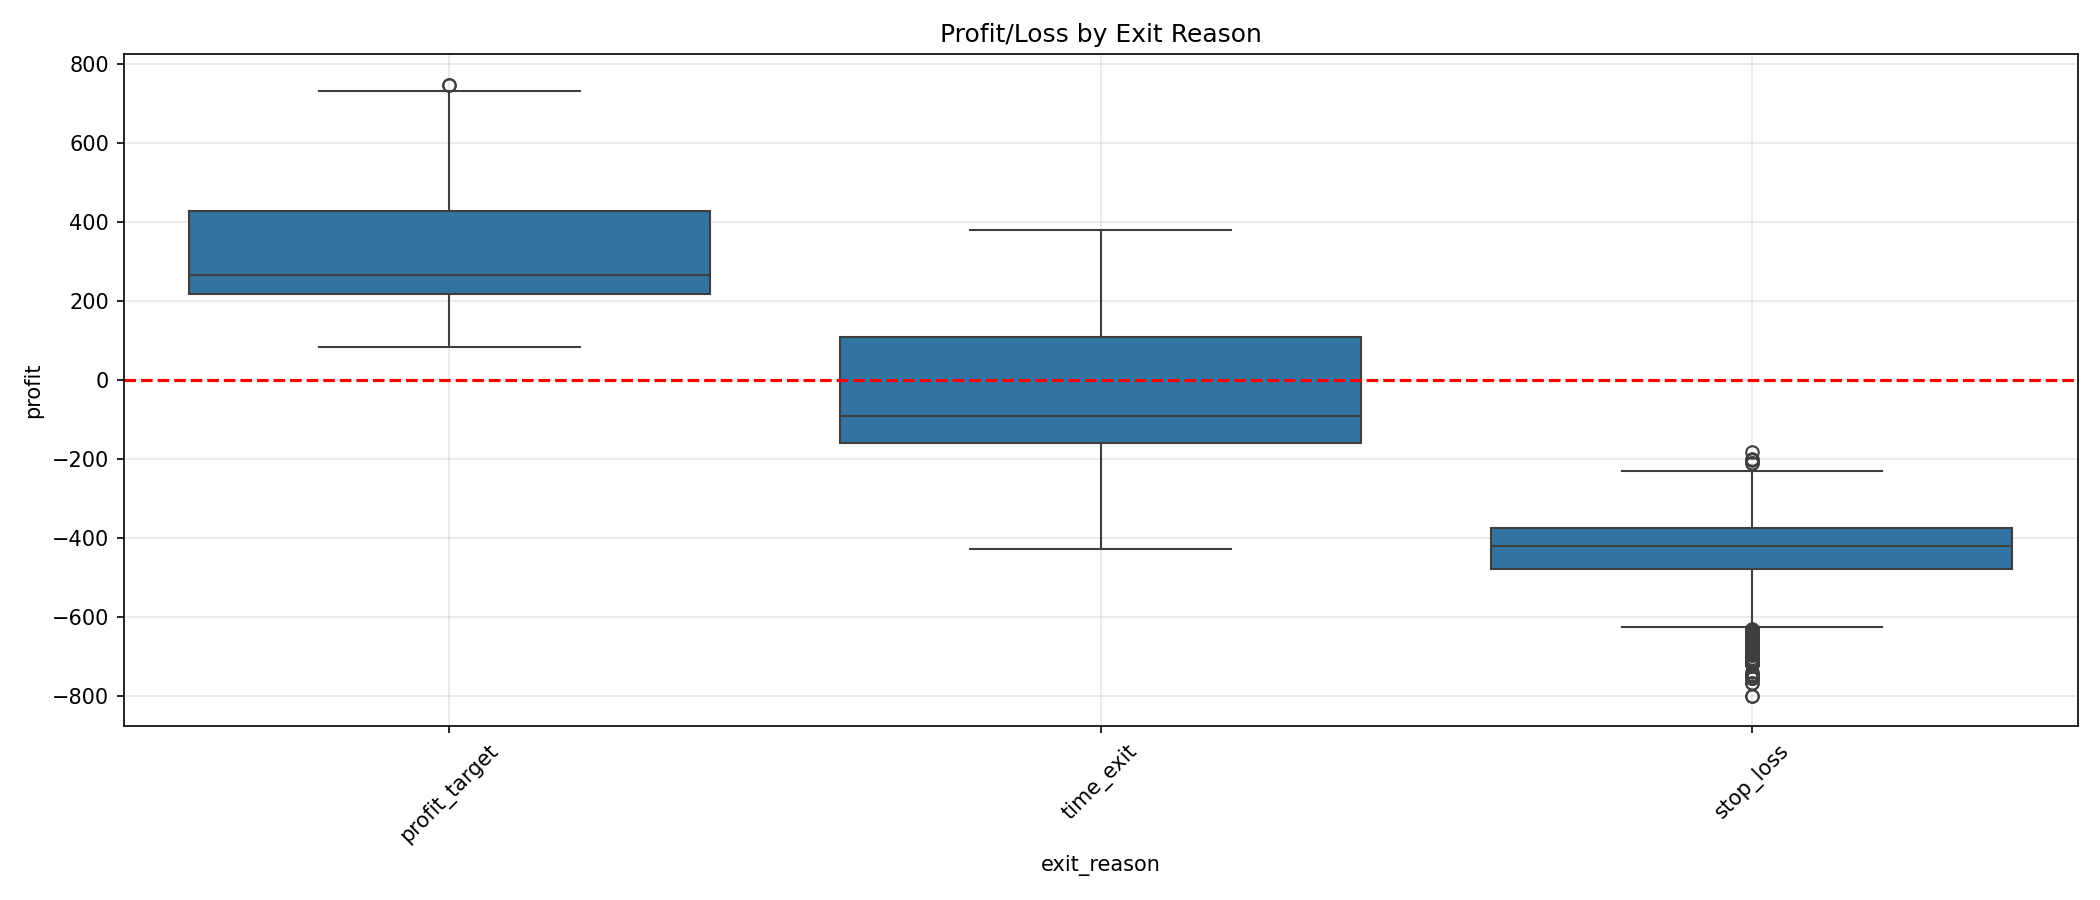 Profit/Loss by Exit Reason
800
600
400
200
0
−200
−400
−600
−800
profit
profit_target
time_exit
stop_loss
exit_reason